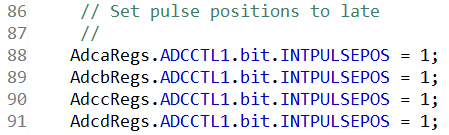 86 // Set pulse positions to late
87 //
88 AdcaRegs.ADCCTL1.bit.INTPULSEPOS = 1;
89 AdcbRegs.ADCCTL1.bit.INTPULSEPOS = 1;
90 AdccRegs.ADCCTL1.bit.INTPULSEPOS = 1;
91 AdcdRegs.ADCCTL1.bit.INTPULSEPOS = 1;